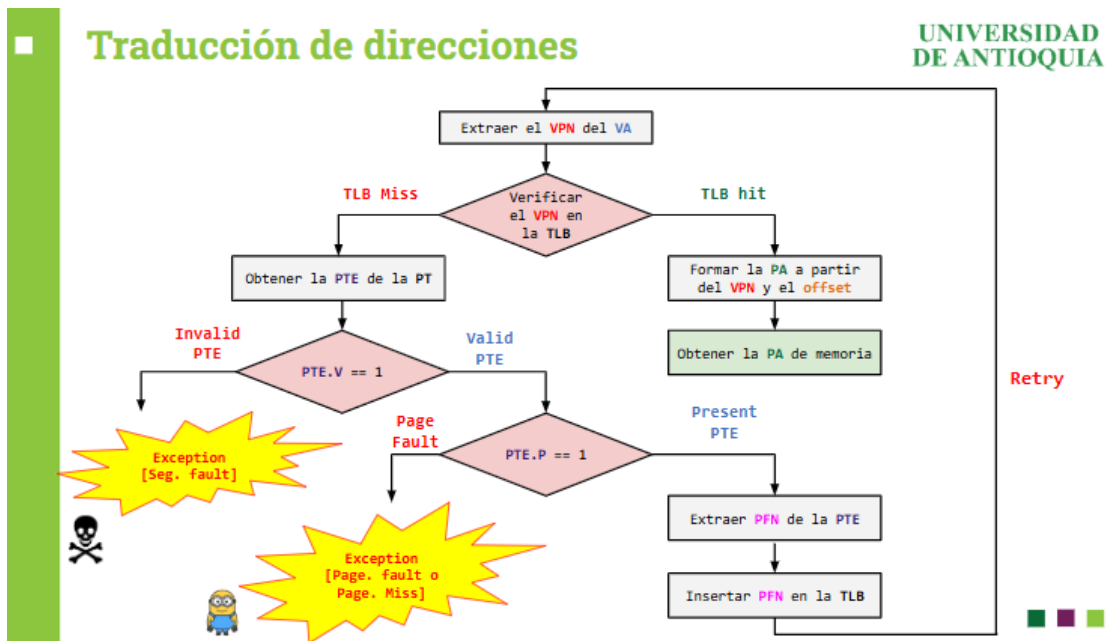 Traducción de direcciones
UNIVERSIDAD
DE ANTIOQUIA
Extraer el VPN del VA
TLB Miss
Verificar
el VPN en
la TLB
TLB hit
Obtener la PTE de la PT
Formar la PA a partir
del VPN y el offset
Invalid
PTE
PTE.V == 1
Valid
PTE
Obtener la PA de memoria
Retry
Page
Fault
PTE.P == 1
Present
PTE
Exception
[Seg. fault]
Extraer PFN de la PTE
Exception
[Page. fault o
Page. Miss]
Insertar PFN en la TLB